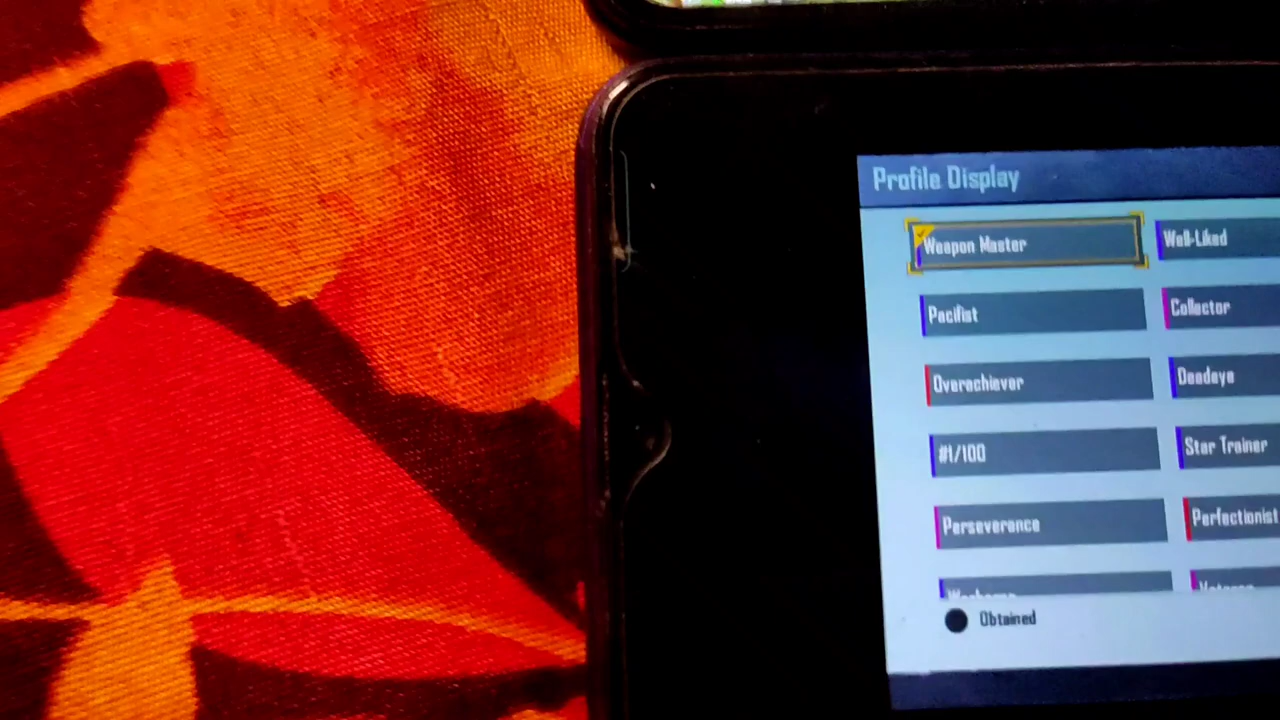 Profile Display
Weapon Master
Well-Liked
Pacifist
Collector
Overachiever
Deadeye
#1/100
Star Trainer
Perseverance
Perfectionist
Obtained